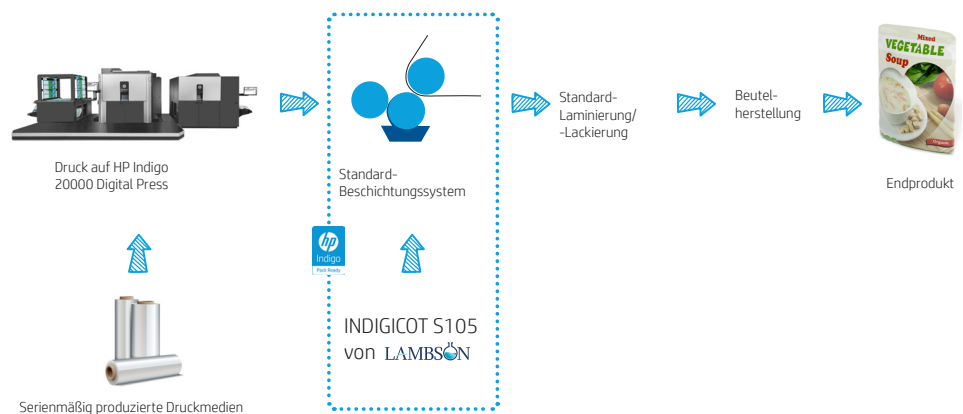 Druck auf HP Indigo
20000 Digital Press
Standard-
Beschichtungssystem
Standard-
Laminierung/
-Lackierung
Beutel-
herstellung
Mixed
VEGETABLE
Soup
Organic
Endprodukt
hp
Indigo
Pack Ready
INDIGICOT S105
von LAMBSON
Serienmäßig produzierte Druckmedien